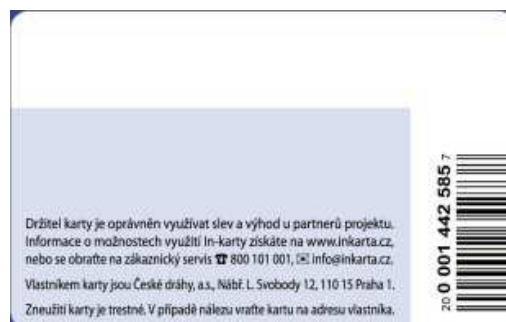 Držitel karty je oprávněn využívat slev a výhod u partnerů projektu.
Informace o možnostech využití In-karty získáte na www.inkarta.cz,
nebo se obraťte na zákaznický servis ☎ 800 101 001, ✉ info@inkarta.cz.
Vlastníkem karty jsou České dráhy, a.s., Nábř. L. Svobody 12, 110 15 Praha 1.
Zneužití karty je trestné. V případě nálezu vraťte kartu na adresu vlastníka.
20 0 001 442 585 7